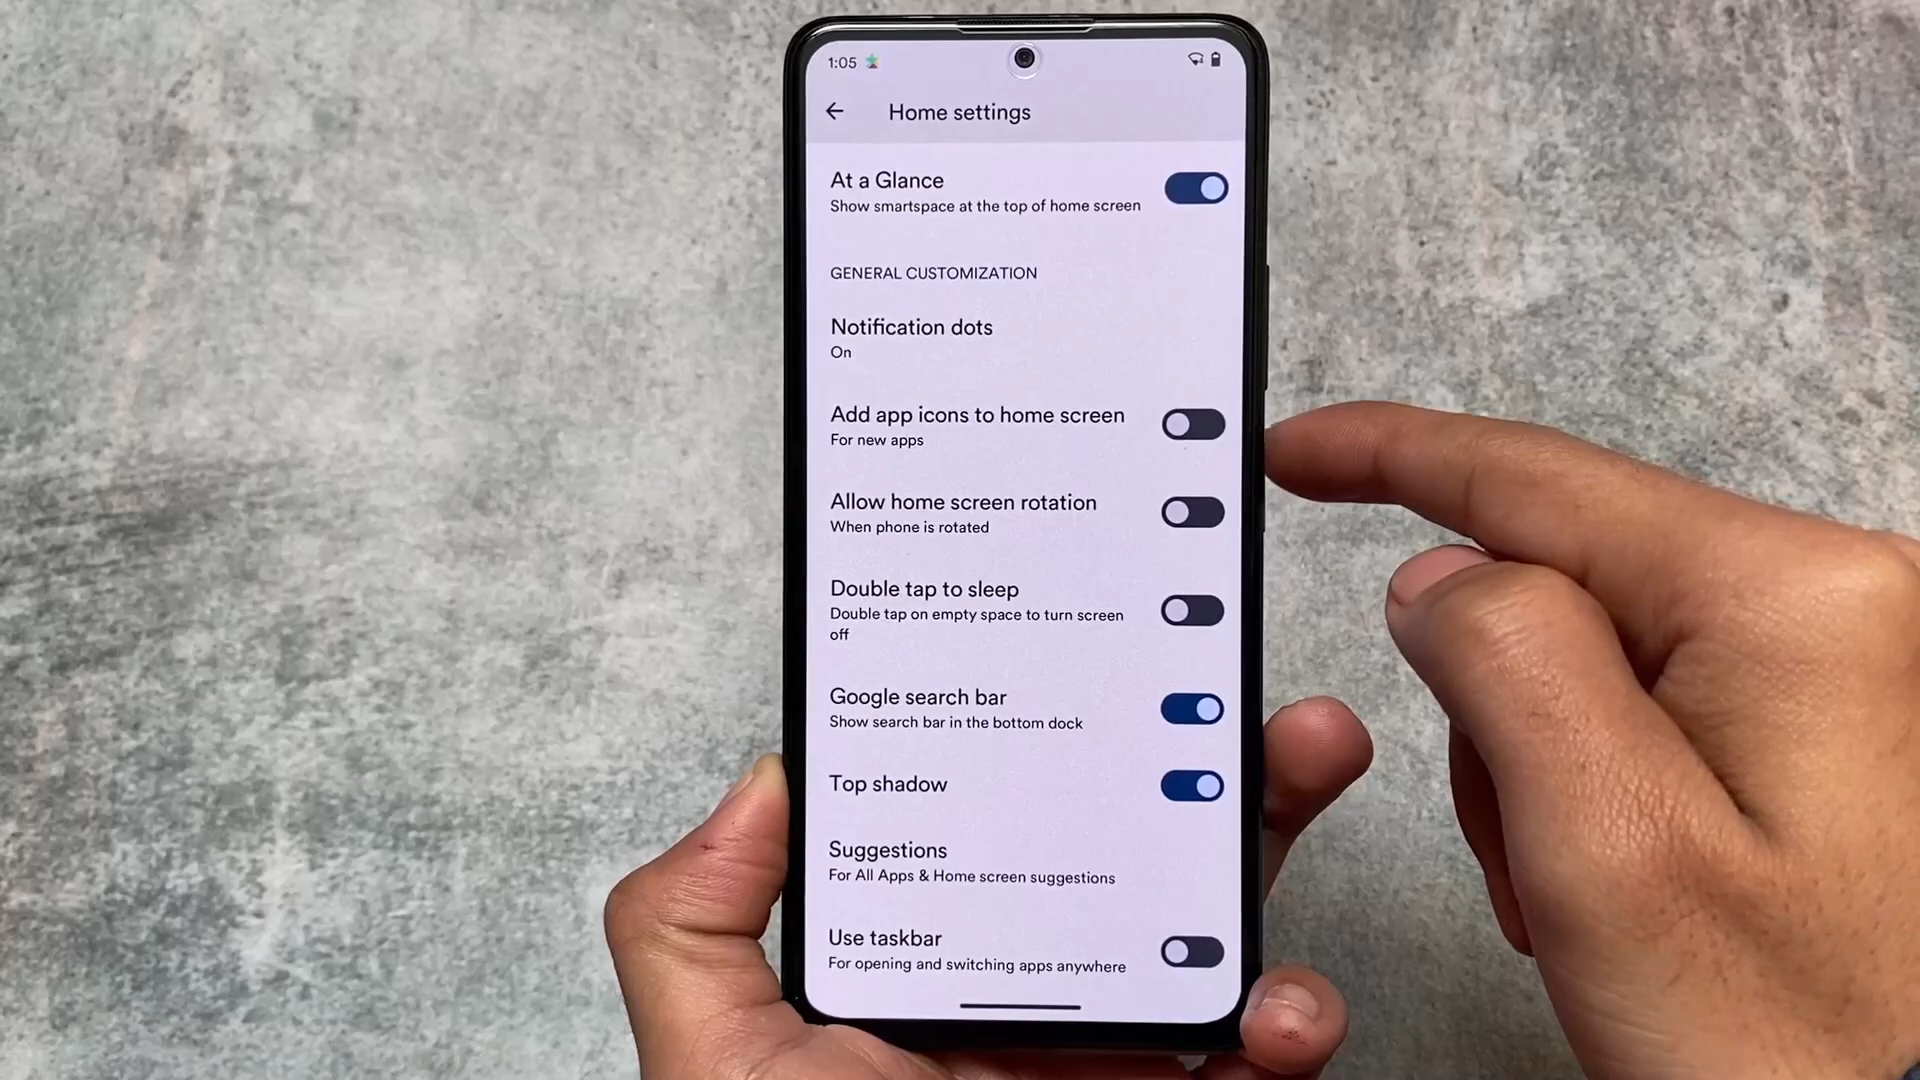 1:05
Home settings
At a Glance
Show smartspace at the top of home screen
GENERAL CUSTOMIZATION
Notification dots
On
Add app icons to home screen
For new apps
Allow home screen rotation
When phone is rotated
Double tap to sleep
Double tap on empty space to turn screen
off
Google search bar
Show search bar in the bottom dock
Top shadow
Suggestions
For All Apps & Home screen suggestions
Use taskbar
For opening and switching apps anywhere